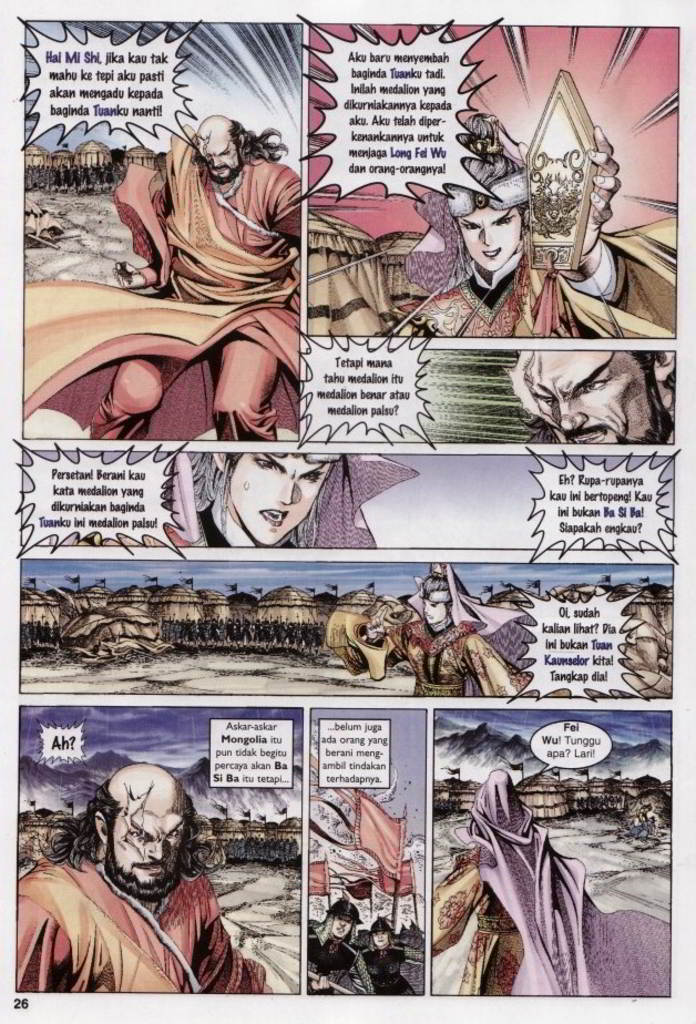 Hai Mi Shi, jika kau tak
mahu ke tepi aku pasti
akan mengadu kepada
baginda Tuanku nanti!
Aku baru menyembah
baginda Tuanku tadi.
Inilah medalion yang
dikurniakannya kepada
aku. Aku telah diper-
kenankannya untuk
menjaga Long Fei Wu
dan orang-orangnya!
Tetapi mana
tahu medalion itu
medalion benar atau
medalion palsu?
Persetan! Berani kau
kata medalion yang
dikurniakan baginda
Tuanku ini medalion palsu!
Eh? Rupa-rupanya
kau ini bertopeng! Kau
ini bukan Ba Si Ba!
Siapakah engkau?
Oi, sudah
kalian lihat? Dia
ini bukan Tuan
Kaunselor kita!
Tangkap dia!
Ah?
Askar-askar
Mongolia itu
pun tidak begitu
percaya akan Ba
Si Ba itu tetapi...
...belum juga
ada orang yang
berani meng-
ambil tindakan
terhadapnya.
Fei
Wu! Tunggu
apa? Lari!
26